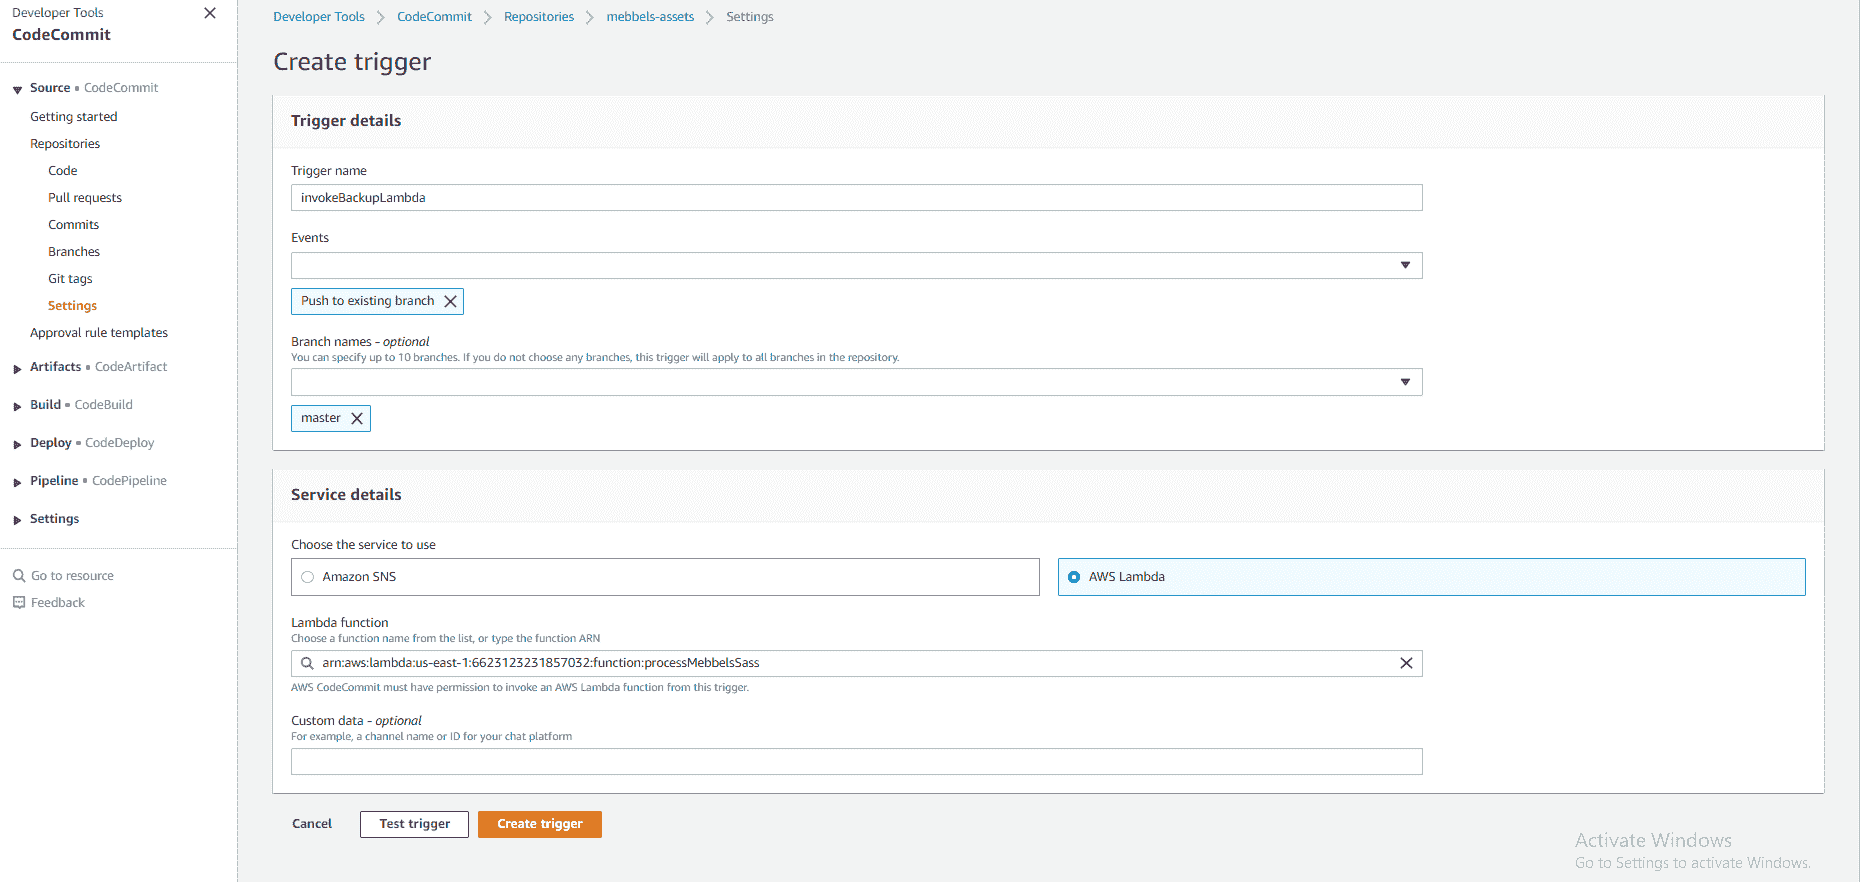 Developer Tools
CodeCommit
Source CodeCommit
Getting started
Repositories
Code
Pull requests
Commits
Branches
Git tags
Settings
Approval rule templates
Artifacts CodeArtifact
Build CodeBuild
Deploy CodeDeploy
Pipeline CodePipeline
Settings
Go to resource
Feedback
Developer Tools CodeCommit Repositories mebbels-assets Settings
Create trigger
Trigger details
Trigger name
invokeBackupLambda
Events
Push to existing branch
Branch names - optional
You can specify up to 10 branches. If you do not choose any branches, this trigger will apply to all branches in the repository.
master
Service details
Choose the service to use
Amazon SNS
AWS Lambda
Lambda function
Choose a function name from the list, or type the function ARN
arn:aws:lambda:us-east-1:6623123231857032:function:processMebbelsSass
AWS CodeCommit must have permission to invoke an AWS Lambda function from this trigger.
Custom data - optional
For example, a channel name or ID for your chat platform
Cancel Test trigger Create trigger
Activate Windows
Go to Settings to activate Windows.